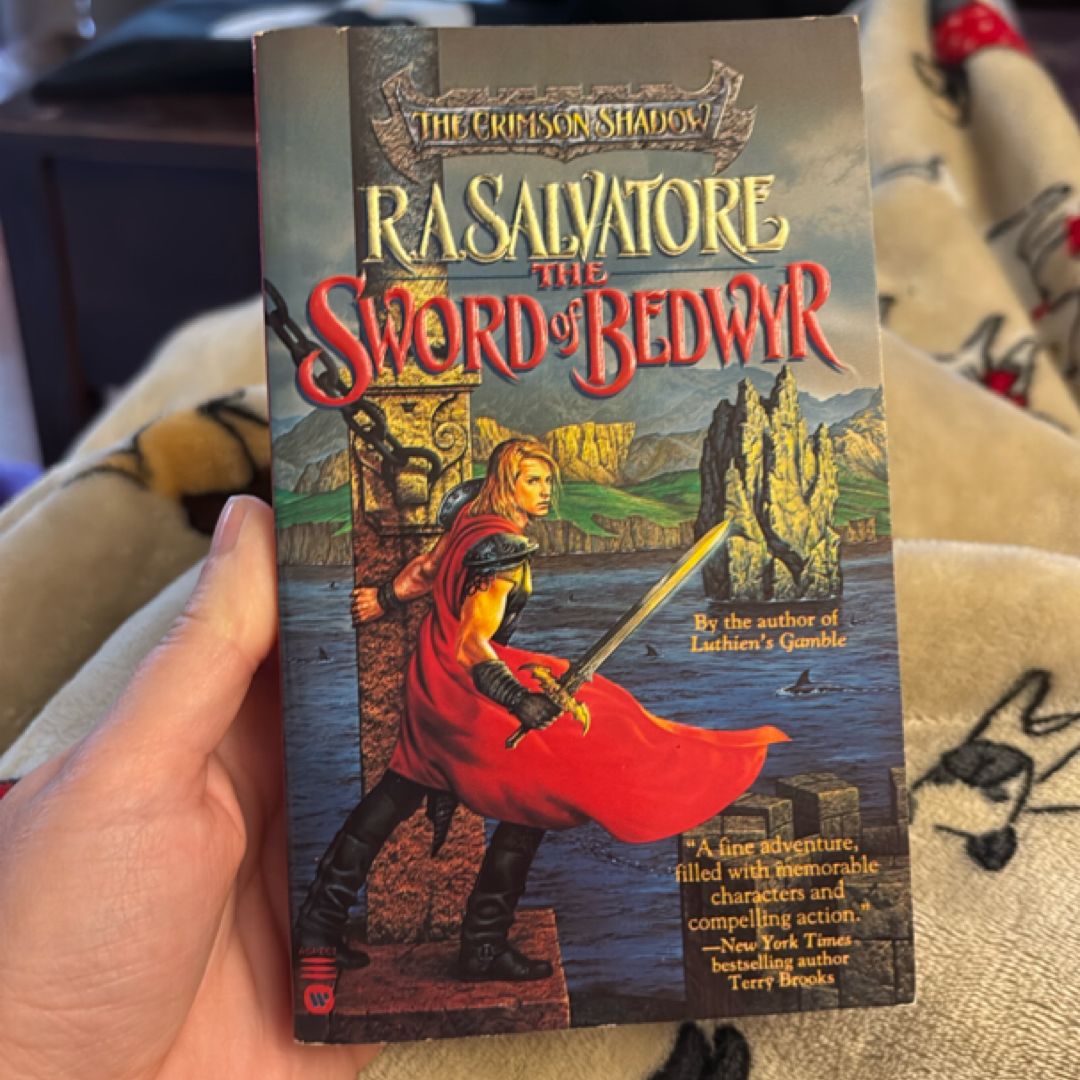 THE CRIMSON SHADOW
R.A. SALVATORE
THE
SWORD of BEDWYR
By the author of
Luthien's Gamble
"A fine adventure,
filled with memorable
characters and
compelling action."
—New York Times
bestselling author
Terry Brooks